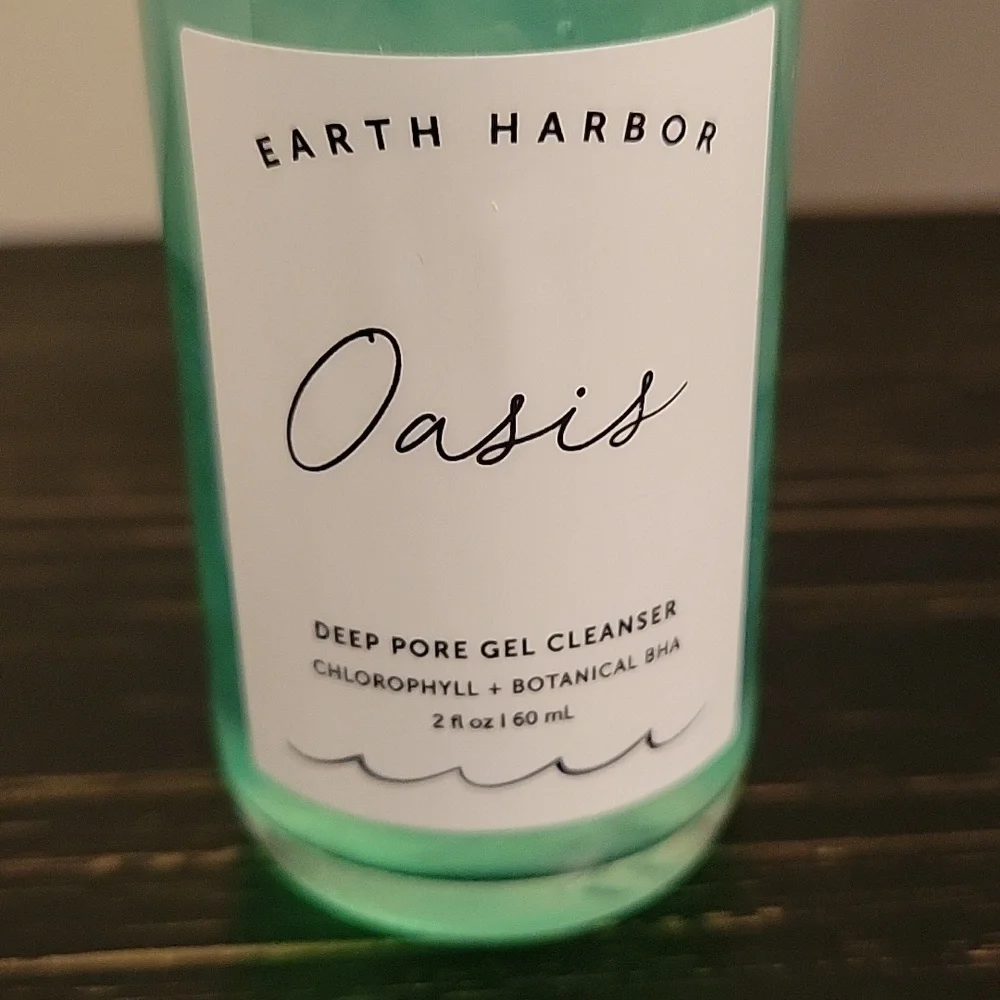 EARTH HARBOR
Oasis
DEEP PORE GEL CLEANSER
CHLOROPHYLL + BOTANICAL BHA
2 fl oz | 60 mL